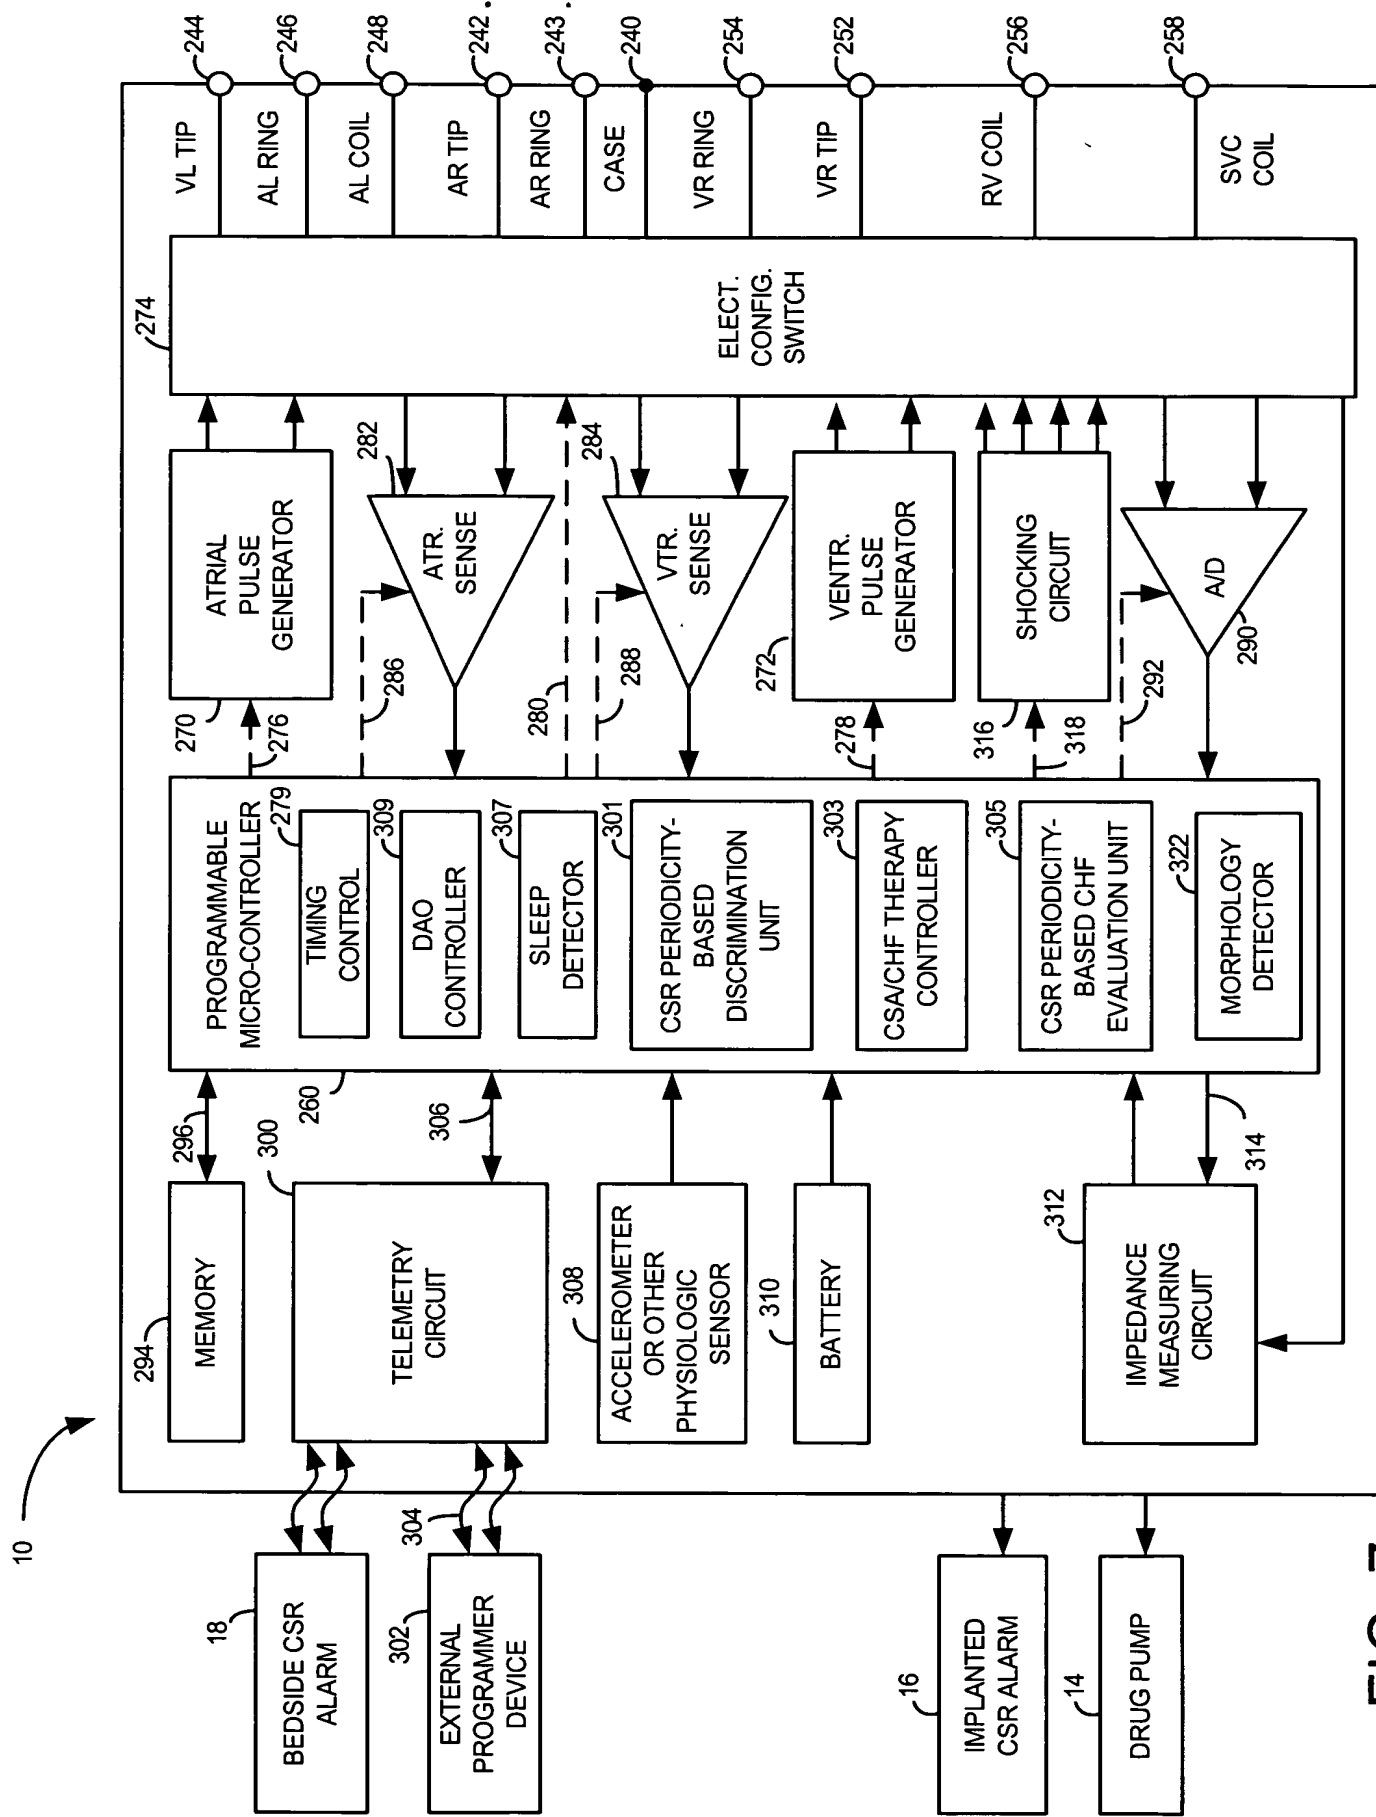 10
18
BEDSIDE CSR
ALARM
302
EXTERNAL
PROGRAMMER
DEVICE
304
16
IMPLANTED
CSR ALARM
14
DRUG PUMP
294
MEMORY
296
300
TELEMETRY
CIRCUIT
306
308
ACCELEROMETER
OR OTHER
PHYSIOLOGIC
SENSOR
310
BATTERY
312
IMPEDANCE
MEASURING
CIRCUIT
314
260
PROGRAMMABLE
MICRO-CONTROLLER
279
TIMING
CONTROL
309
DAO
CONTROLLER
307
SLEEP
DETECTOR
301
CSR PERIODICITY-
BASED
DISCRIMINATION
UNIT
303
CSA/CHF THERAPY
CONTROLLER
305
CSR PERIODICITY-
BASED CHF
EVALUATION UNIT
322
MORPHOLOGY
DETECTOR
270
276
ATRIAL
PULSE
GENERATOR
286
282
ATR.
SENSE
280
288
284
VTR.
SENSE
272
278
VENTR.
PULSE
GENERATOR
316
318
SHOCKING
CIRCUIT
292
A/D
290
274
ELECT.
CONFIG.
SWITCH
VL TIP
244
AL RING
246
AL COIL
248
AR TIP
242
AR RING
243
CASE
240
VR RING
254
VR TIP
252
RV COIL
256
SVC
COIL
258